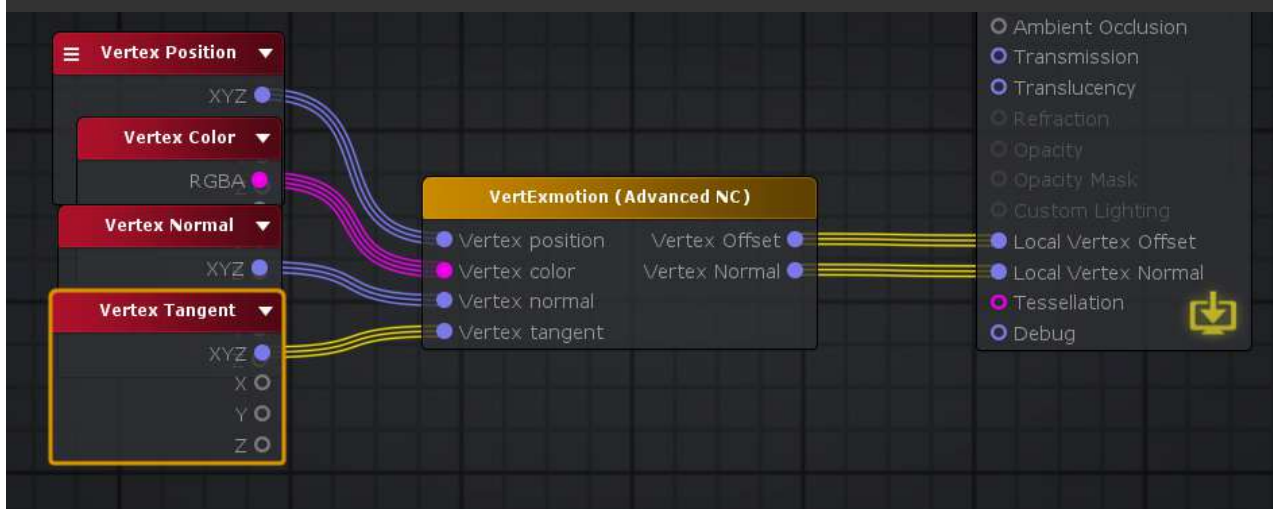 Vertex Position
XYZ
Vertex Color
RGBA
Vertex Normal
XYZ
Vertex Tangent
XYZ
X
Y
Z
VertExmotion (Advanced NC)
Vertex position
Vertex Offset
Vertex color
Vertex Normal
Vertex normal
Vertex tangent
Ambient Occlusion
Transmission
Translucency
Refraction
Opacity
Opacity Mask
Custom Lighting
Local Vertex Offset
Local Vertex Normal
Tessellation
Debug